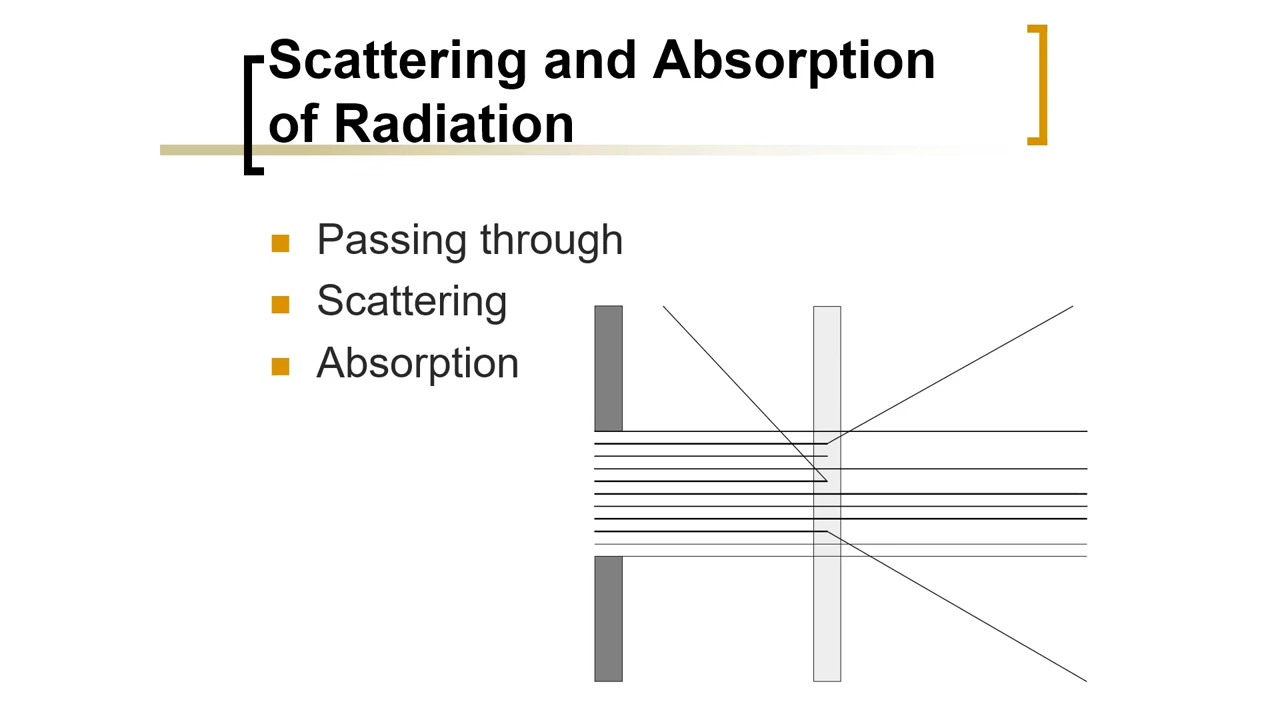 Scattering and Absorption
of Radiation
Passing through
Scattering
Absorption